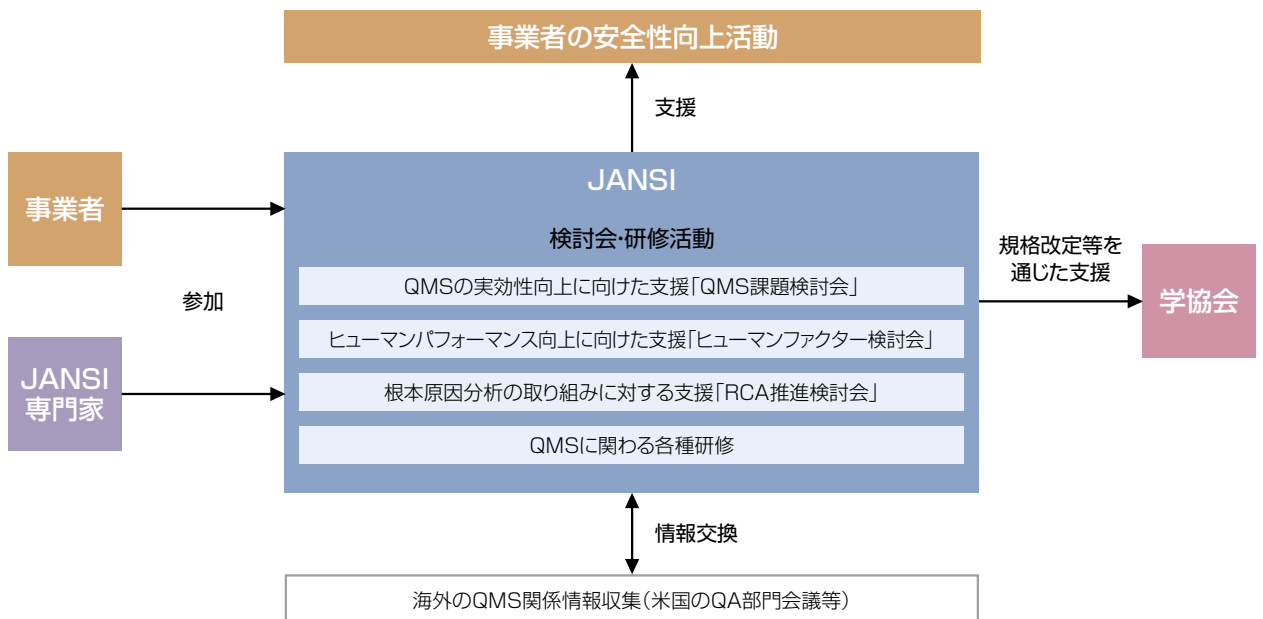 事業者の安全性向上活動
支援
事業者
参加
JANSI
専門家
JANSI
検討会・研修活動
QMSの実効性向上に向けた支援「QMS課題検討会」
ヒューマンパフォーマンス向上に向けた支援「ヒューマンファクター検討会」
根本原因分析の取り組みに対する支援「RCA推進検討会」
QMSに関わる各種研修
規格改定等を
通じた支援
学協会
情報交換
海外のQMS関係情報収集(米国のQA部門会議等)